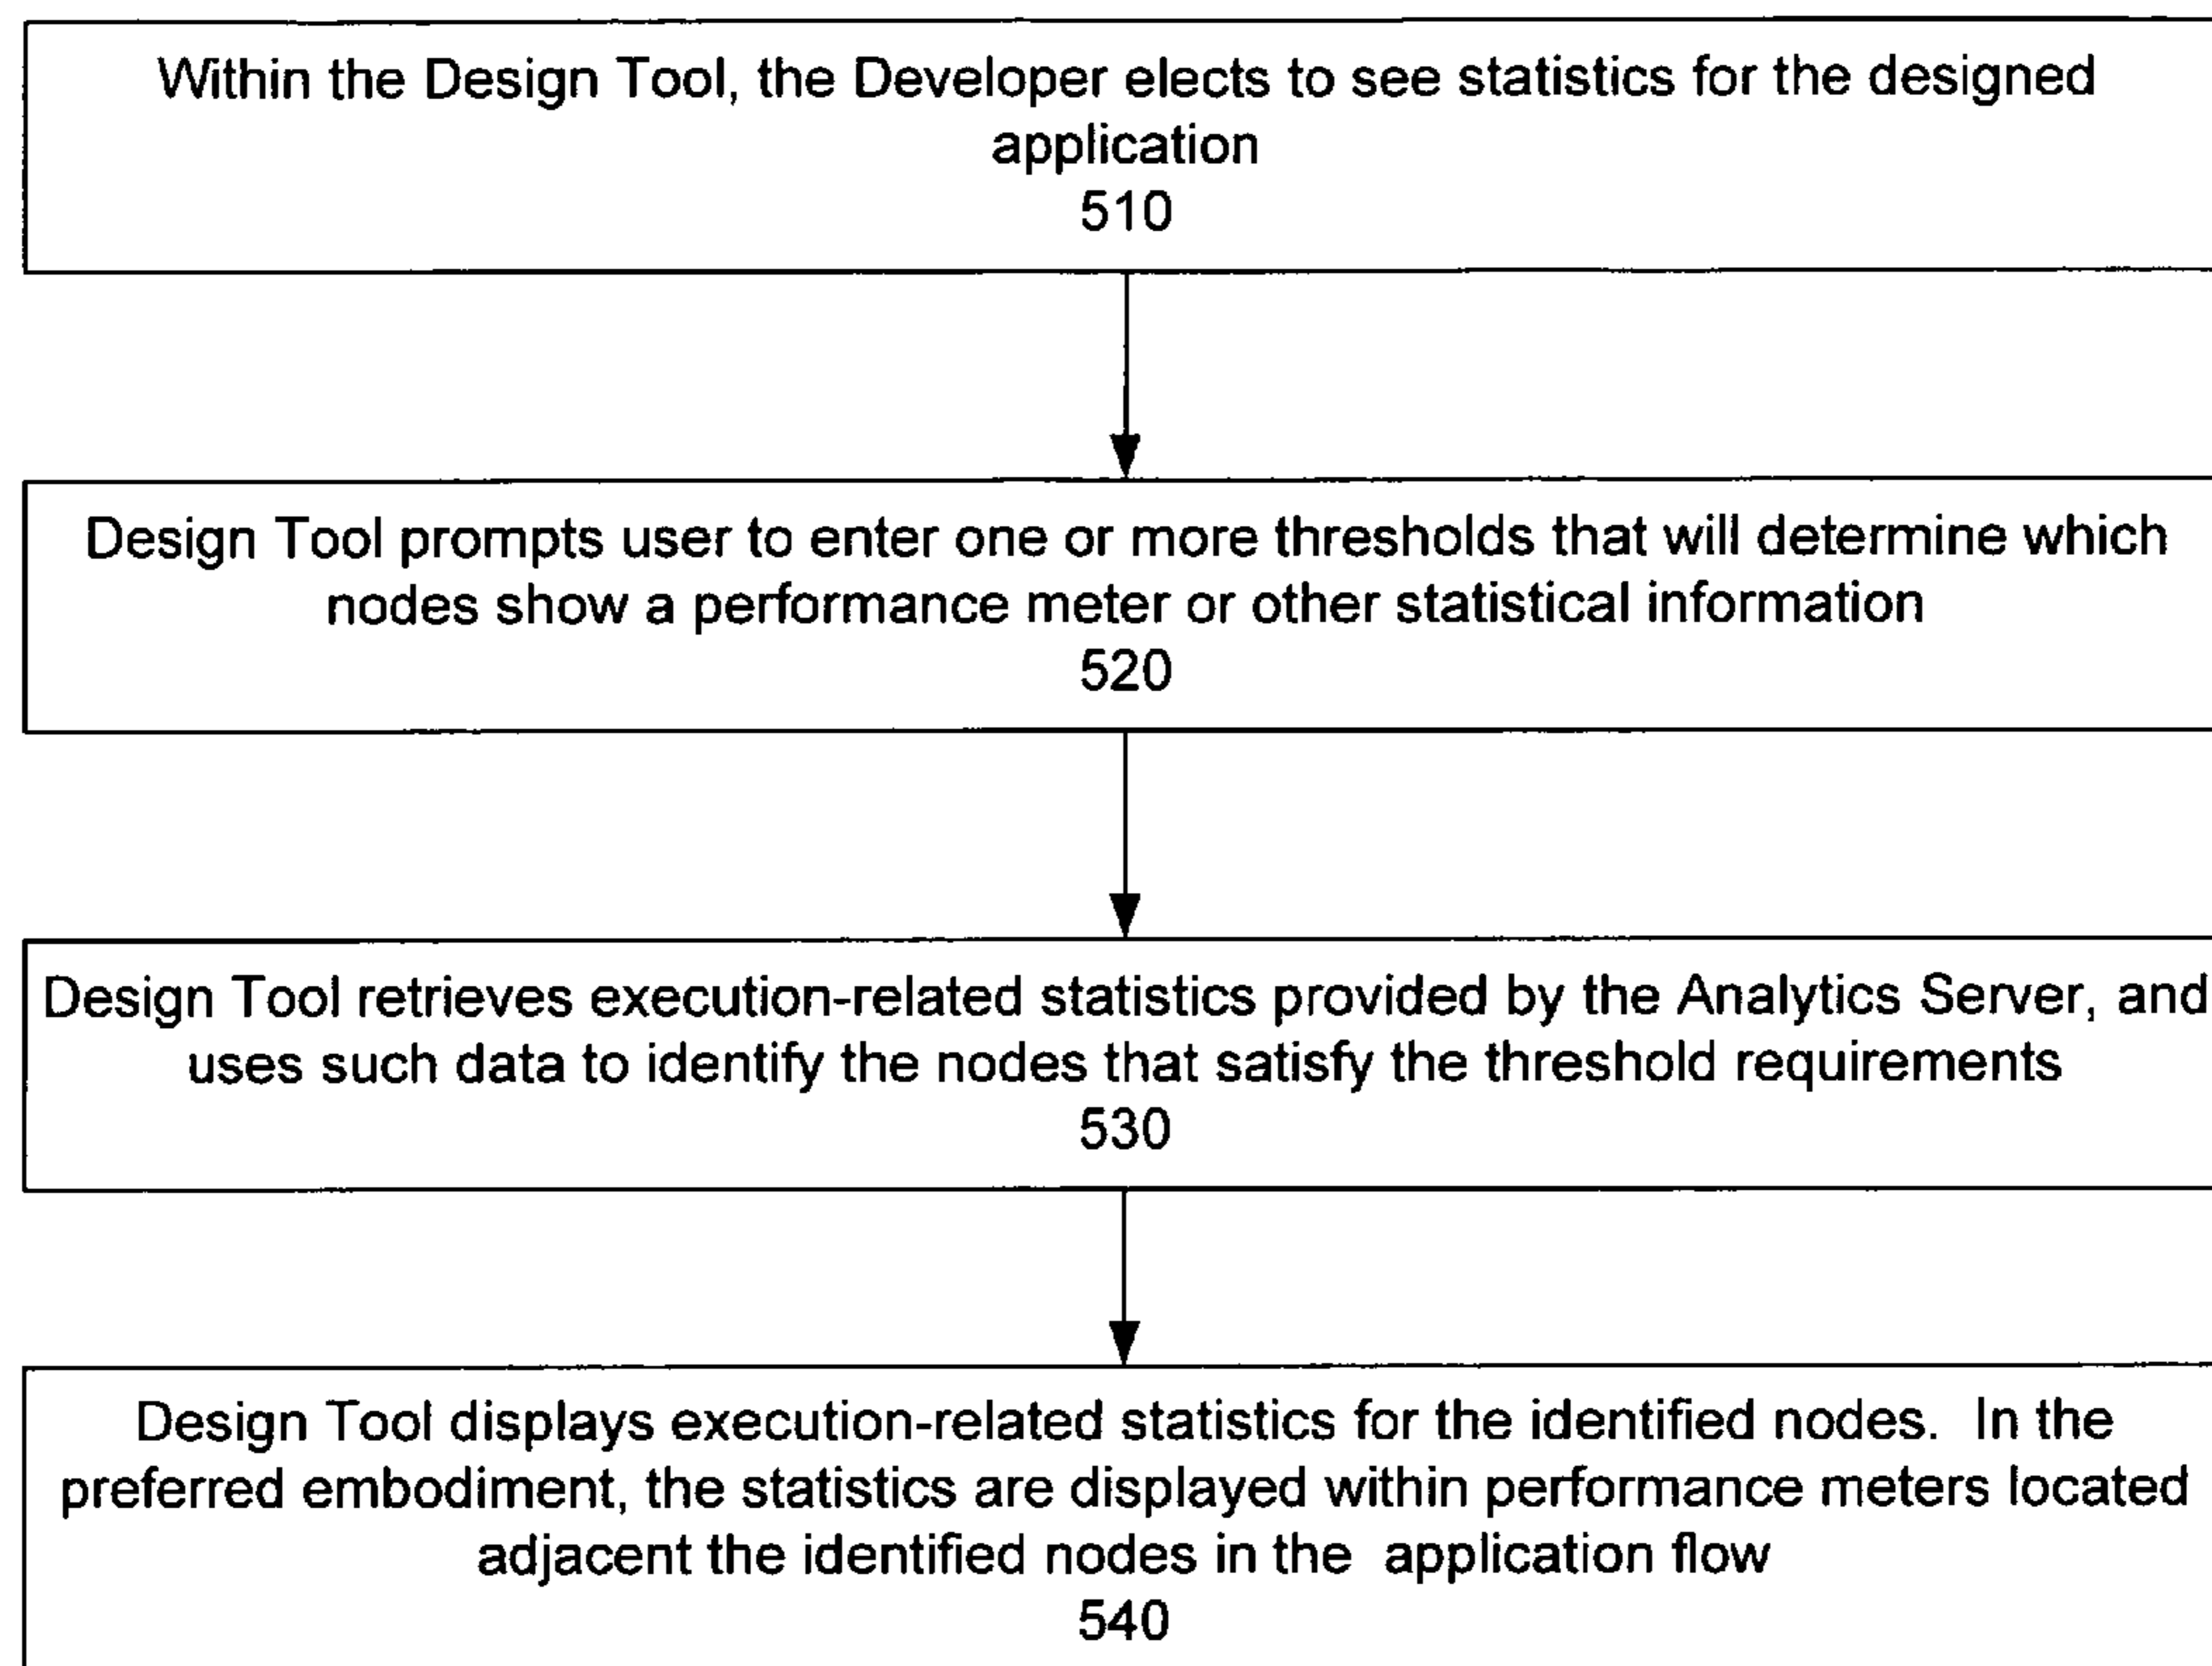 Within the Design Tool, the Developer elects to see statistics for the designed
application
510
Design Tool prompts user to enter one or more thresholds that will determine which
nodes show a performance meter or other statistical information
520
Design Tool retrieves execution-related statistics provided by the Analytics Server, and
uses such data to identify the nodes that satisfy the threshold requirements
530
Design Tool displays execution-related statistics for the identified nodes.  In the
preferred embodiment, the statistics are displayed within performance meters located
adjacent the identified nodes in the  application flow
540